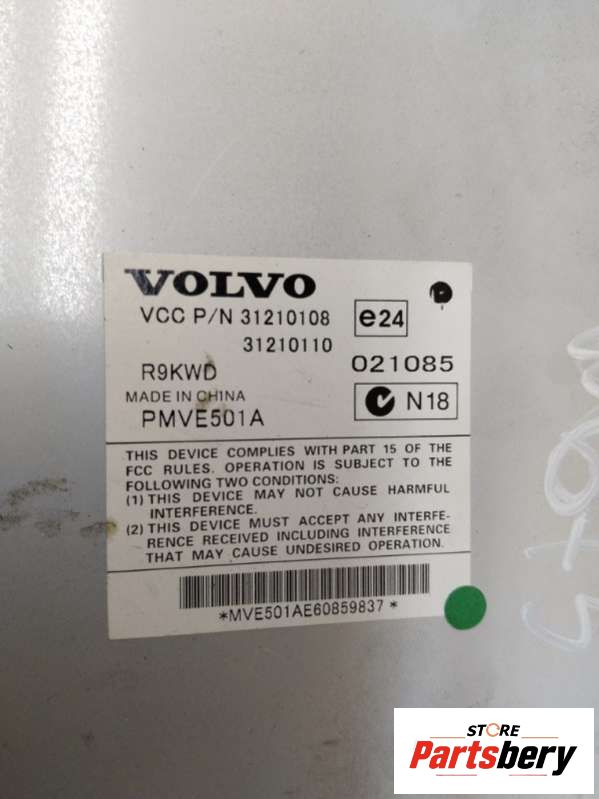 VOLVO
VCC P/N 31210108
31210110
e24
R9KWD
021085
MADE IN CHINA
PMVE501A
N18
THIS DEVICE COMPLIES WITH PART 15 OF THE
FCC RULES. OPERATION IS SUBJECT TO THE
FOLLOWING TWO CONDITIONS:
(1) THIS DEVICE MAY NOT CAUSE HARMFUL
INTERFERENCE.
(2) THIS DEVICE MUST ACCEPT ANY INTERFE-
RENCE RECEIVED INCLUDING INTERFERENCE
THAT MAY CAUSE UNDESIRED OPERATION.
*MVE501AE60859837*
STORE
Partsbery